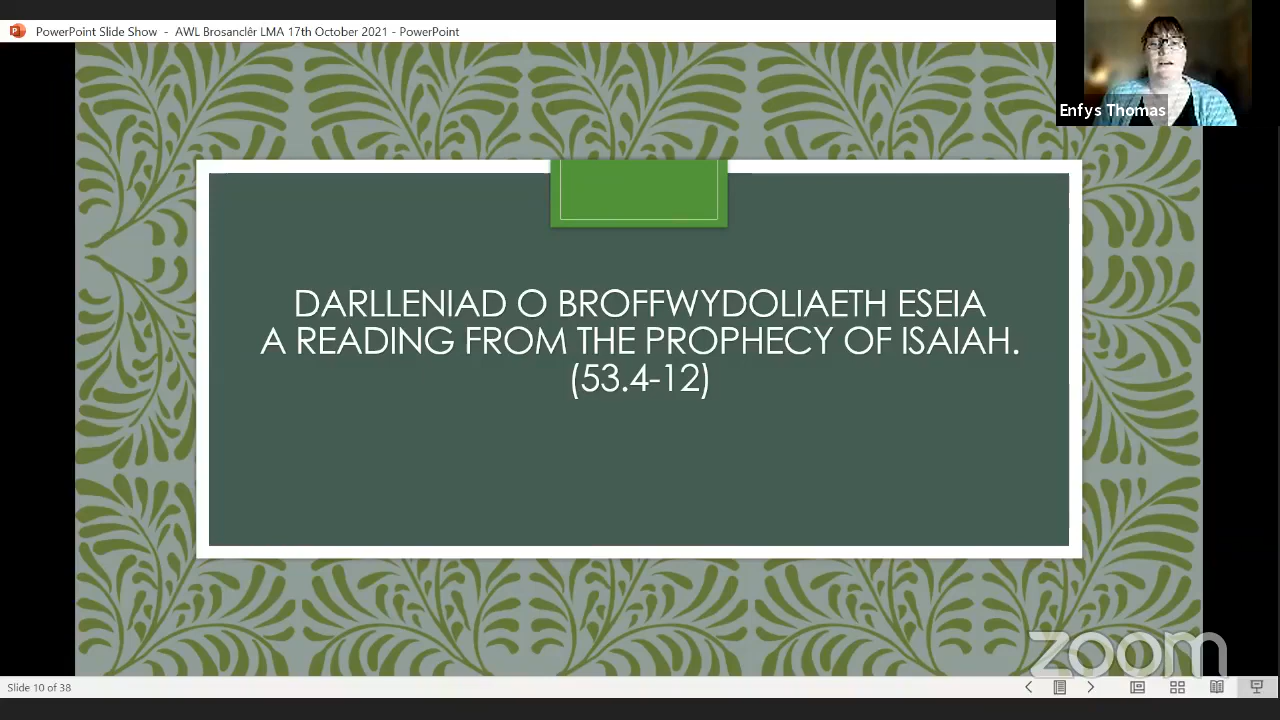 PowerPoint Slide Show - AWL Brosanclêr LMA 17th October 2021 - PowerPoint
Enfys Thomas
DARLLENIAD O BROFFWYDOLIAETH ESEIA
A READING FROM THE PROPHECY OF ISAIAH.
(53.4-12)
zoom
Slide 10 of 38